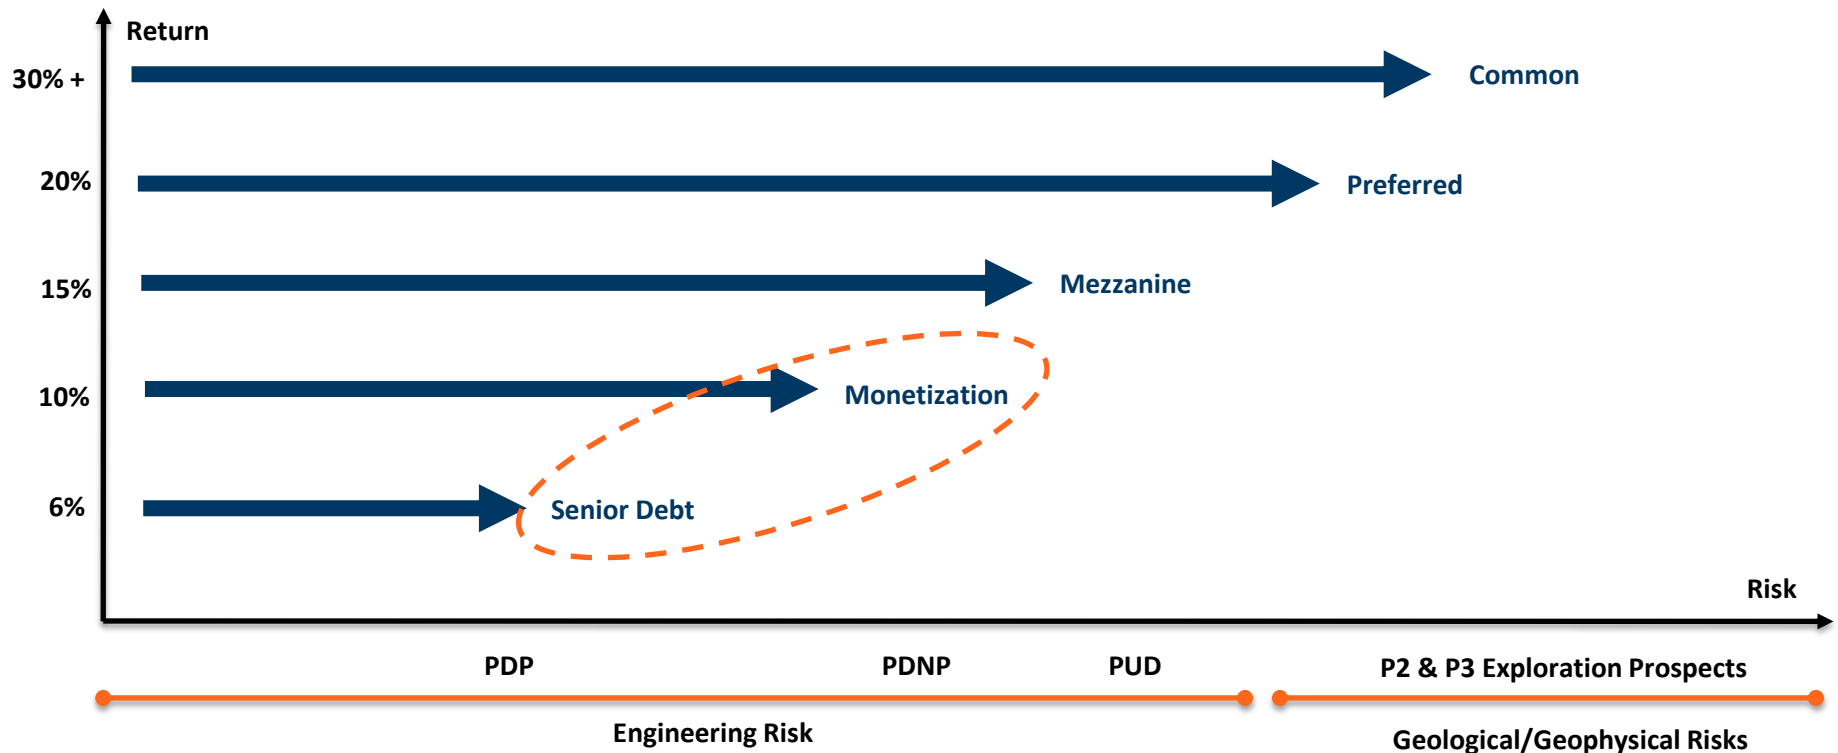 Return
30% +
Common
20%
Preferred
15%
Mezzanine
10%
Monetization
6%
Senior Debt
Risk
PDP
PDNP
PUD
P2 & P3 Exploration Prospects
Engineering Risk
Geological/Geophysical Risks